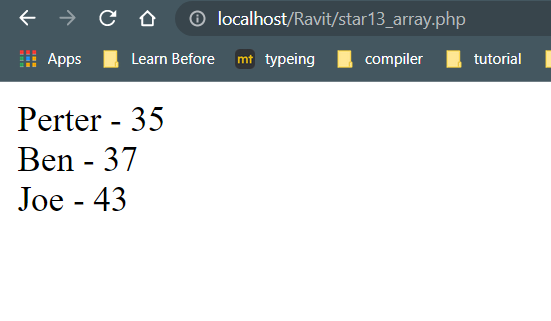 localhost/Ravit/star13_array.php
Apps Learn Before mt typeing compiler tutorial
Perter - 35
Ben - 37
Joe - 43